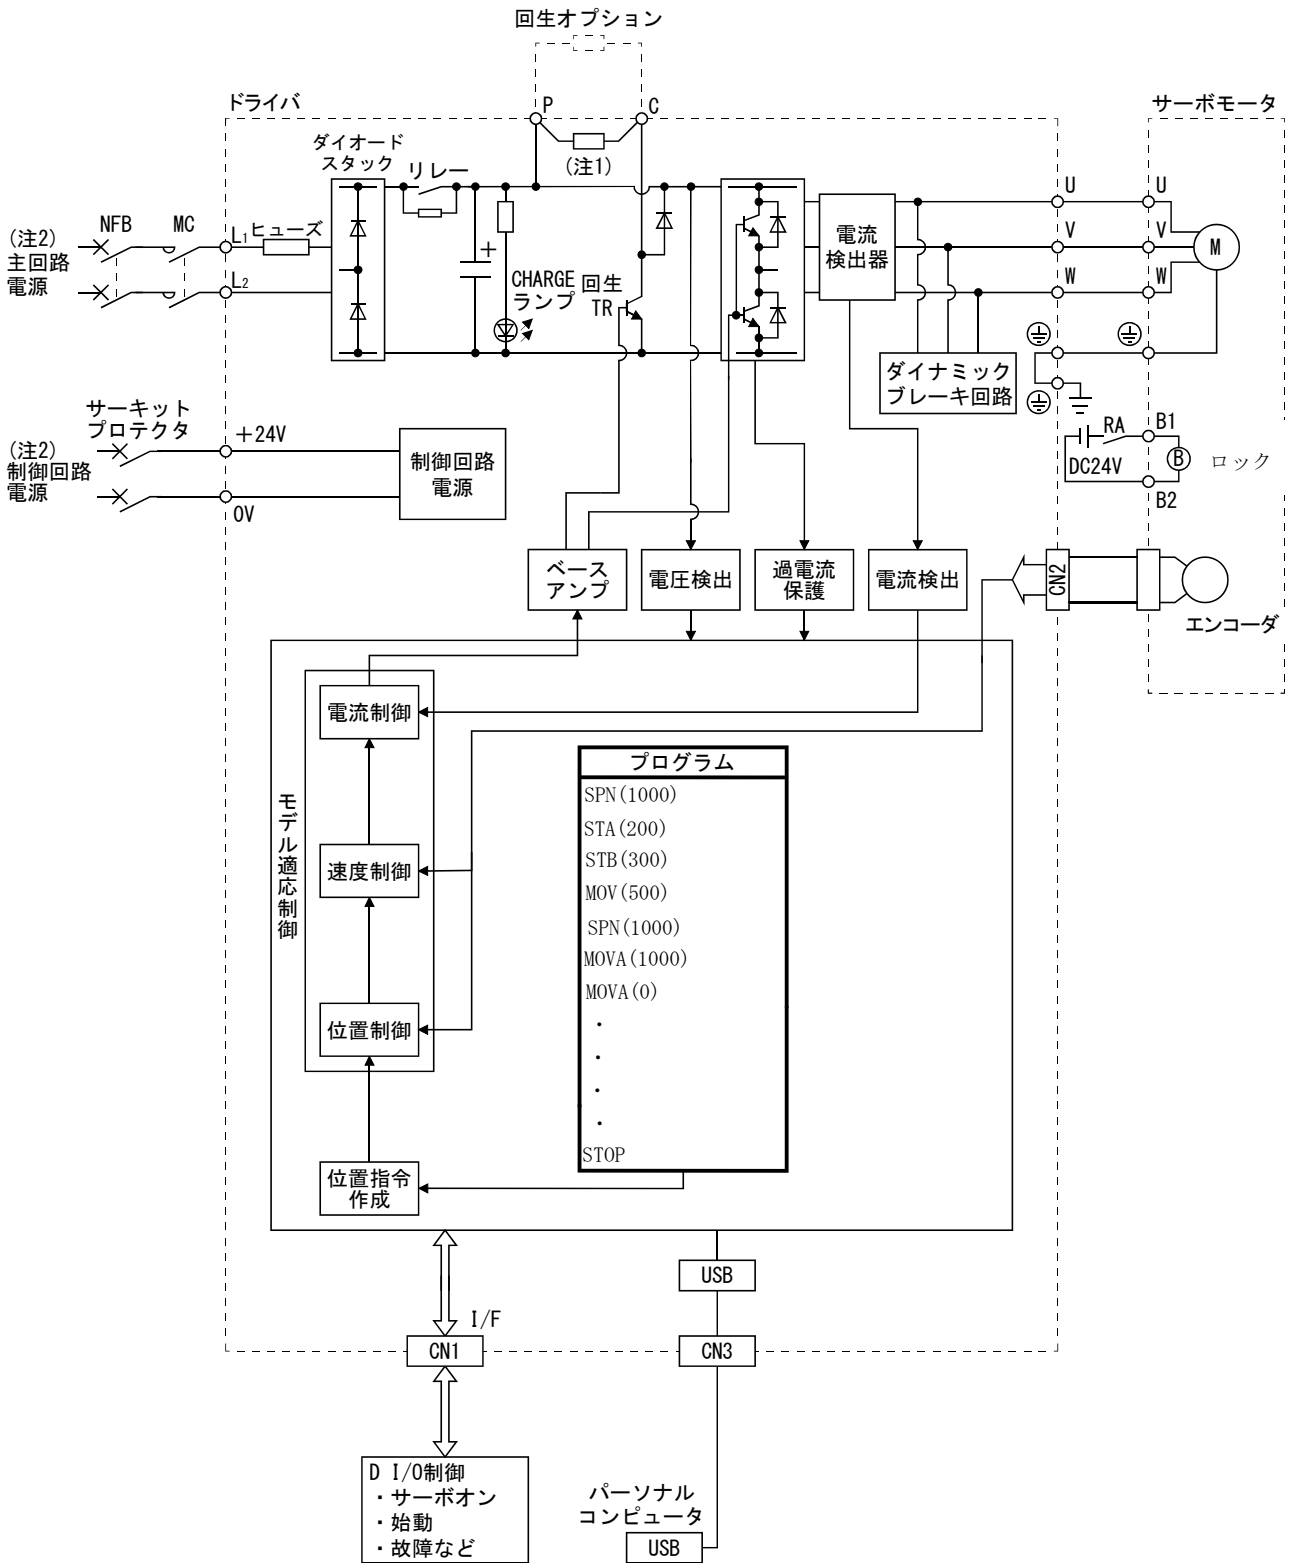 回生オプション
ドライバ
P
C
サーボモータ
ダイオード
スタック
リレー
(注1)
U
U
NFB
MC
L1
ヒューズ
電流
検出器
V
V
M
(注2)
主回路
電源
+
W
W
L2
CHARGE
ランプ
回生
TR
ダイナミック
ブレーキ回路
サーキット
プロテクタ
+24V
RA
B1
(注2)
制御回路
電源
制御回路
電源
DC24V
B
ロック
0V
B2
ベース
アンプ
電圧検出
過電流
保護
電流検出
CN2
エンコーダ
電流制御
プログラム
SPN(1000)
STA(200)
STB(300)
MOV(500)
SPN(1000)
MOVA(1000)
MOVA(0)
・
・
・
・
STOP
モデル適応制御
速度制御
位置制御
位置指令
作成
USB
I/F
CN1
CN3
D I/O制御
・サーボオン
・始動
・故障など
パーソナル
コンピュータ
USB